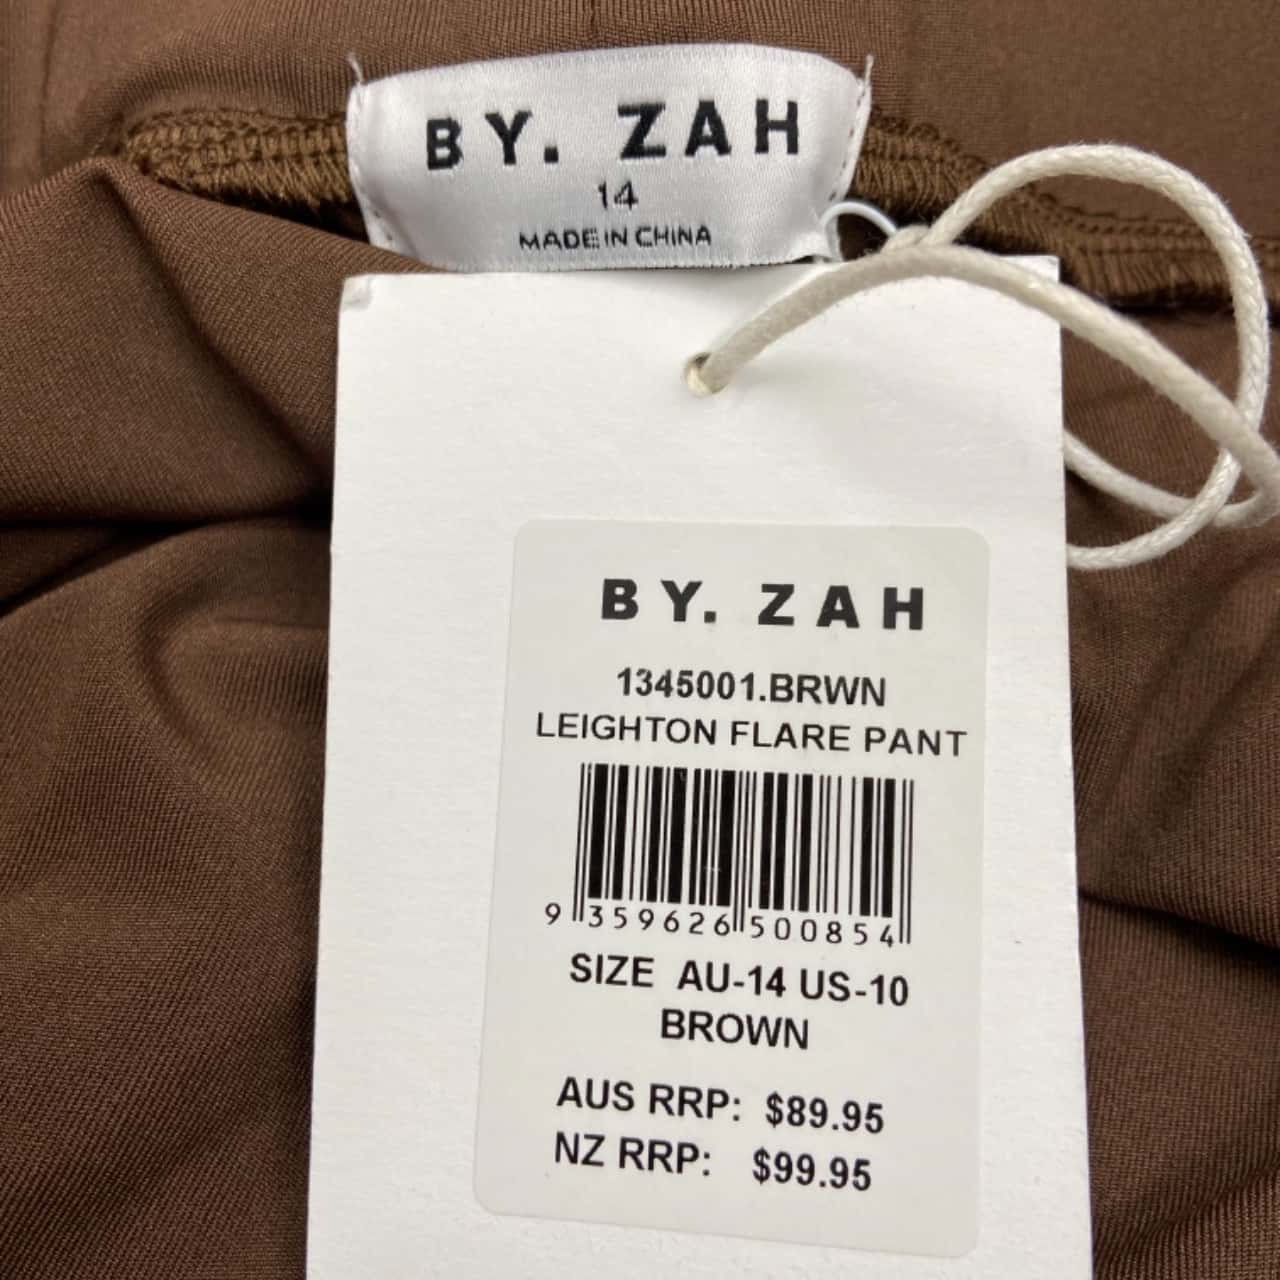 BY. ZAH
14
MADE IN CHINA
BY. ZAH
1345001.BRWN
LEIGHTON FLARE PANT
9 359626 500854
SIZE AU-14 US-10
BROWN
AUS RRP: $89.95
NZ RRP: $99.95